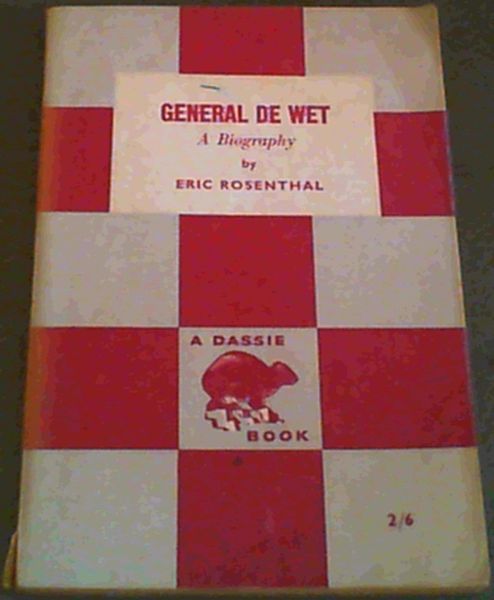 GENERAL DE WET
A Biography
by
ERIC ROSENTHAL
A DASSIE
BOOK
2/6